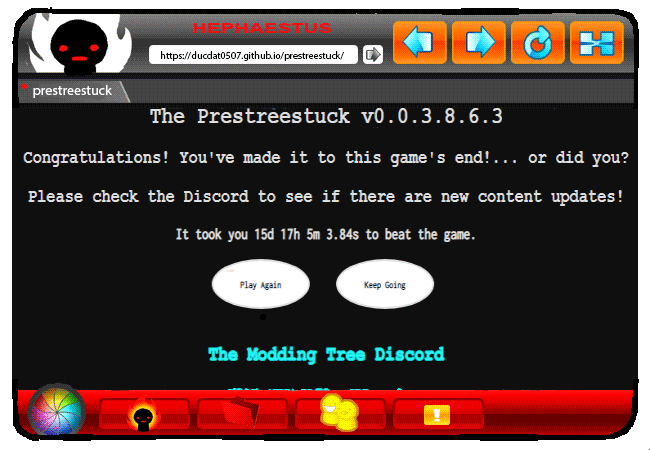 HEPHAESTUS
https://ducdat0507.github.io/prestreestuck/
prestreestuck
The Prestreestuck v0.0.3.8.6.3
Congratulations! You've made it to this game's end!... or did you?
Please check the Discord to see if there are new content updates!
It took you 15d 17h 5m 3.84s to beat the game.
Play Again
Keep Going
The Modding Tree Discord